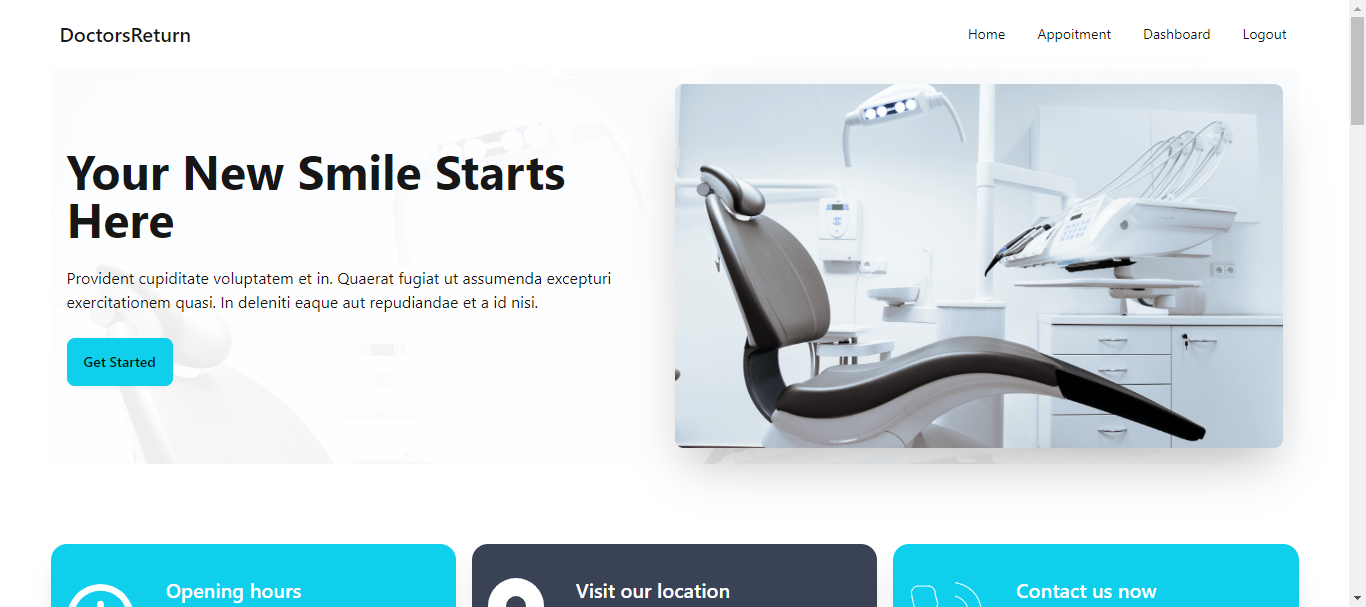 DoctorsReturn
Home Appoitment Dashboard Logout
Your New Smile Starts
Here
Provident cupiditate voluptatem et in. Quaerat fugiat ut assumenda excepturi
exercitationem quasi. In deleniti eaque aut repudiandae et a id nisi.
Get Started
Opening hours
Visit our location
Contact us now